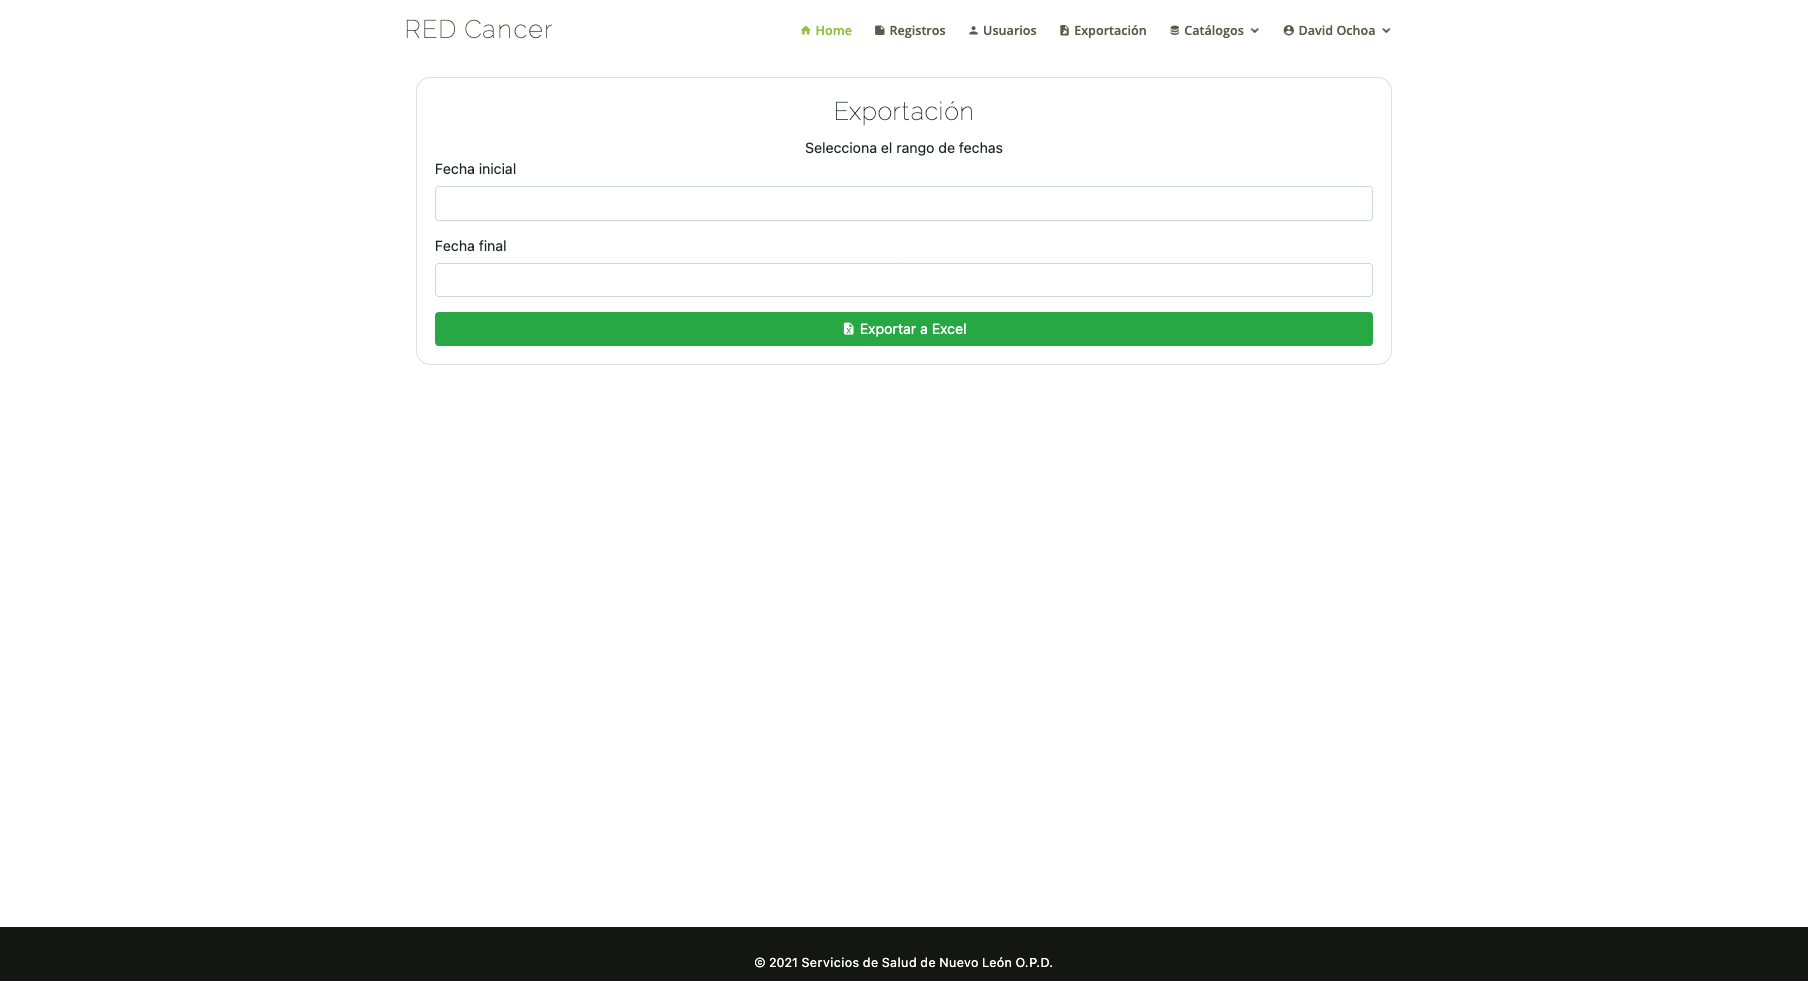 RED Cancer
Home Registros Usuarios Exportación Catálogos David Ochoa
Exportación
Selecciona el rango de fechas
Fecha inicial
Fecha final
Exportar a Excel
© 2021 Servicios de Salud de Nuevo León O.P.D.